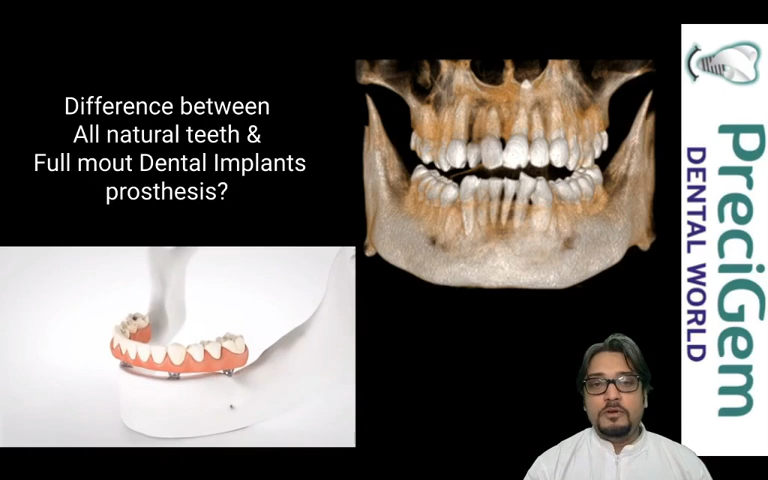 Difference between
All natural teeth &
Full mout Dental Implants
prosthesis?
PreciGem
DENTAL WORLD